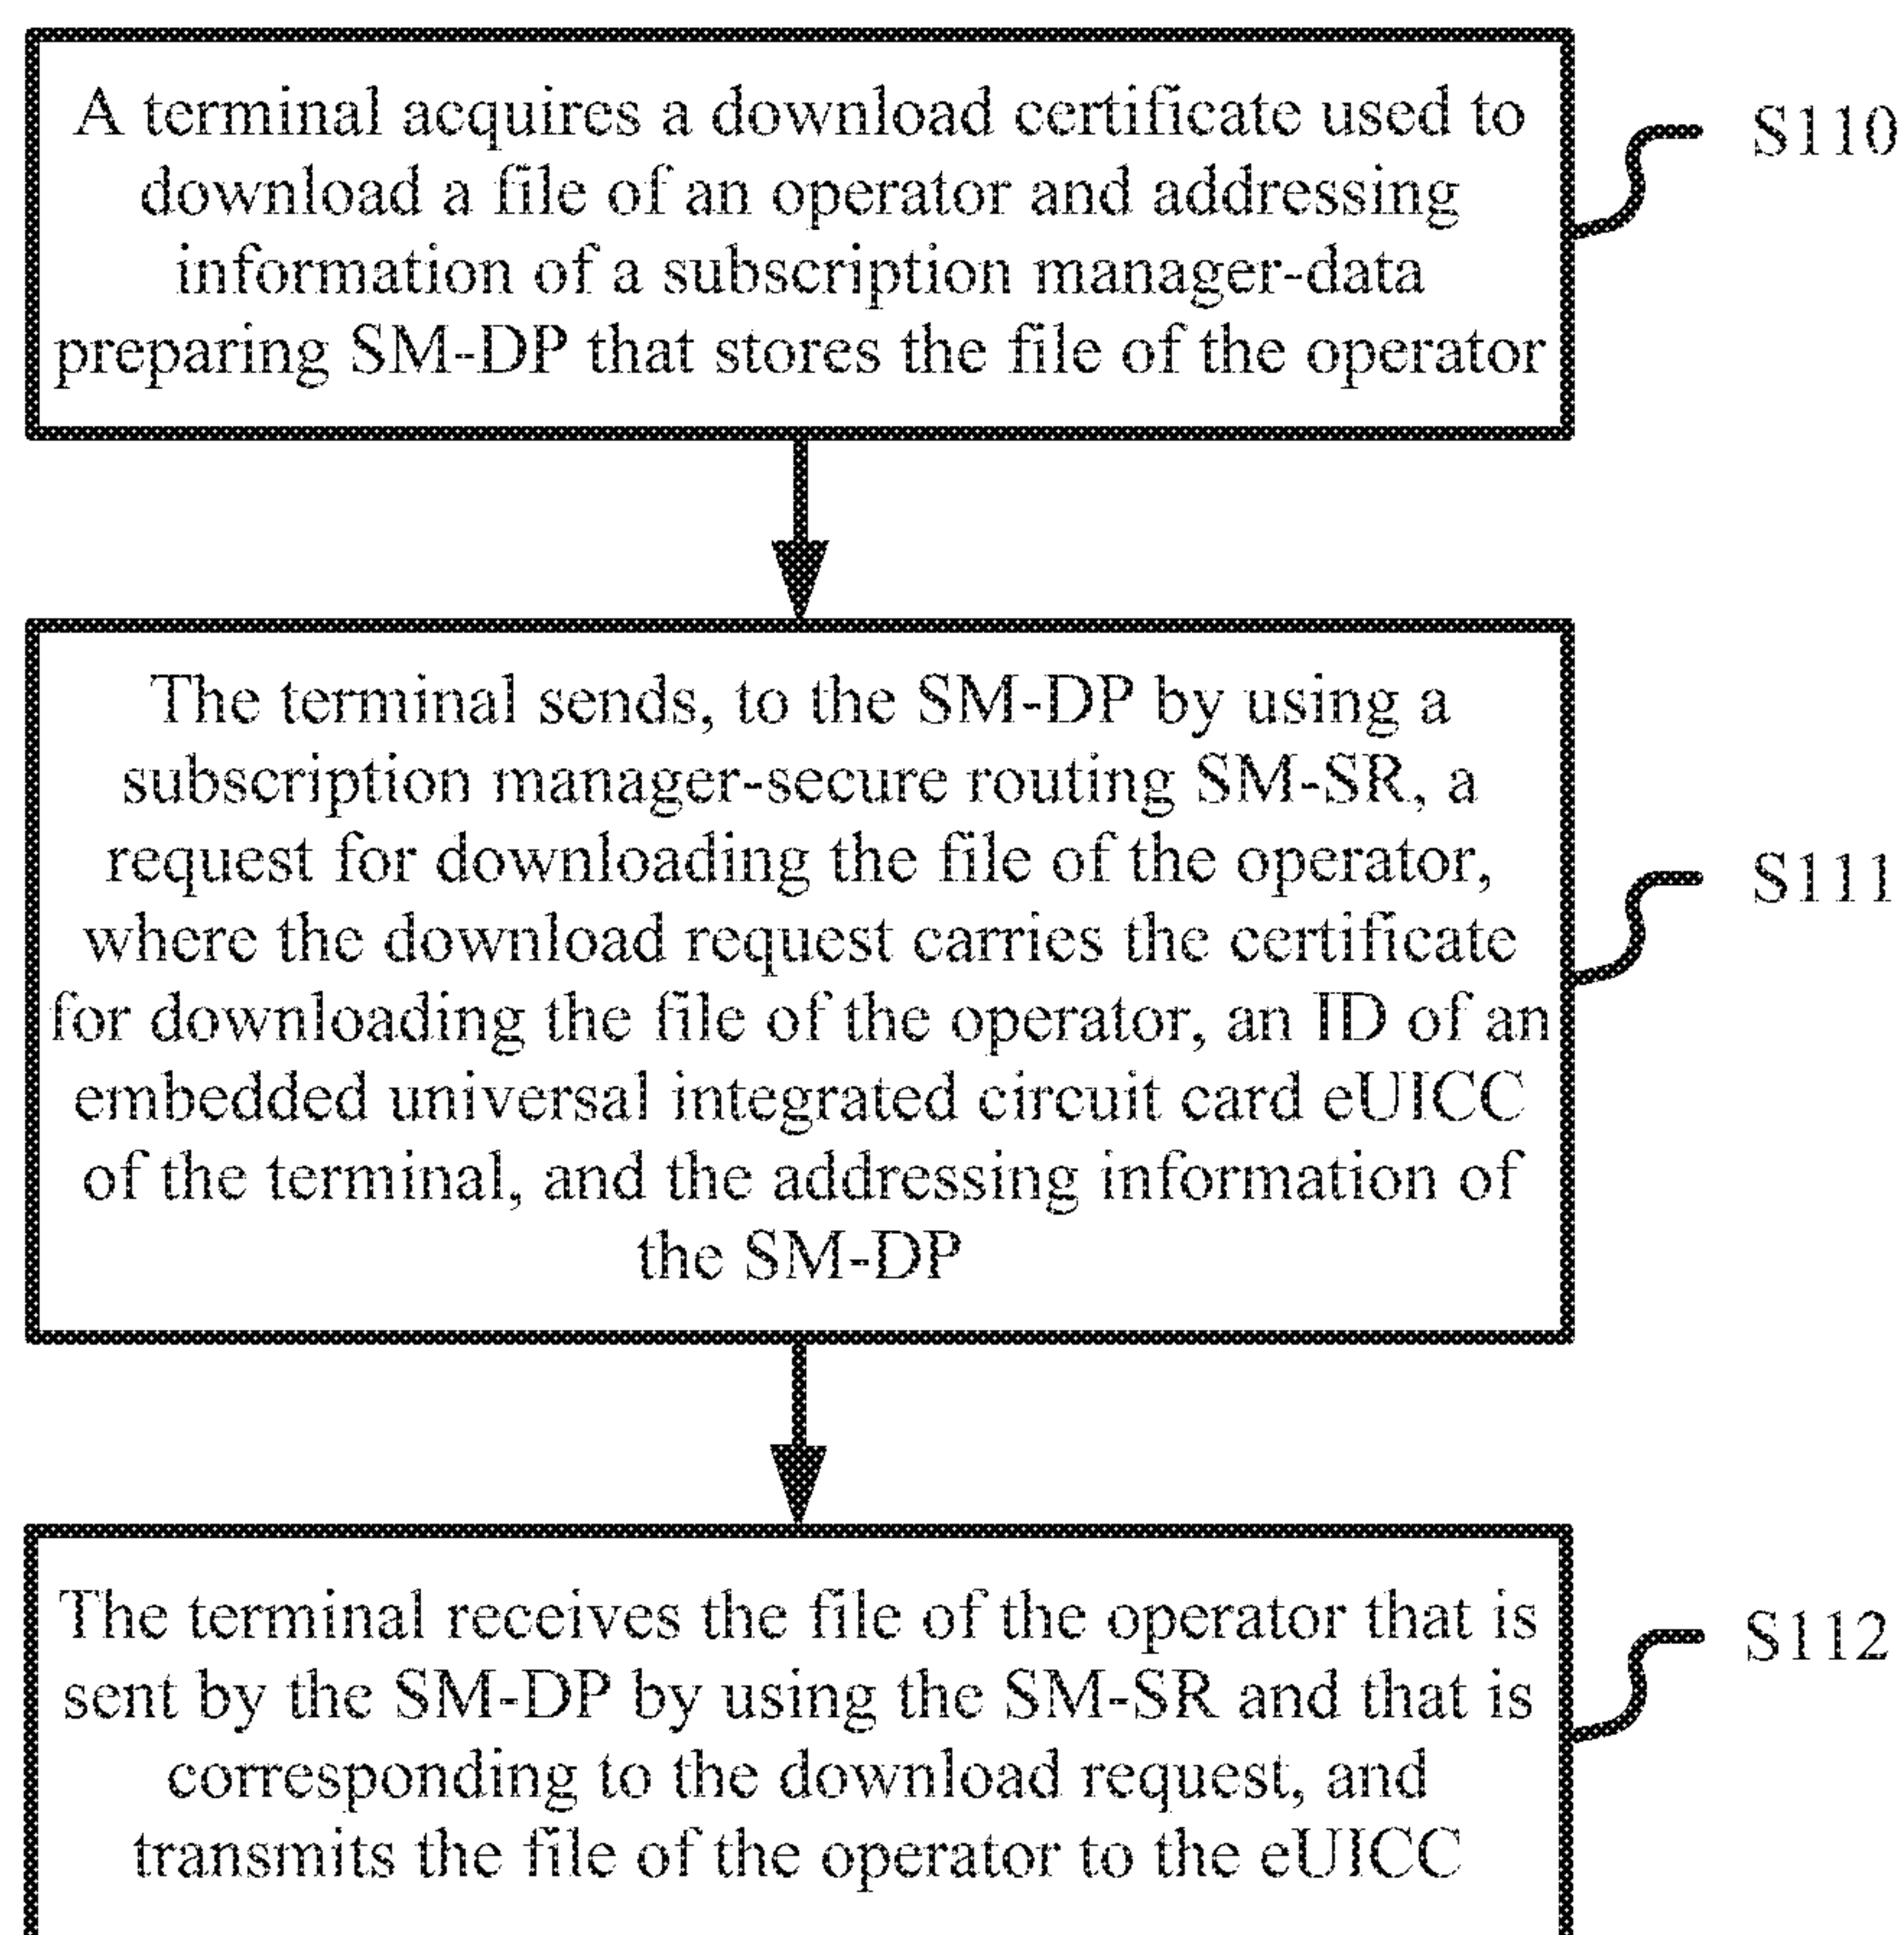 A terminal acquires a download certificate used to
download a file of an operator and addressing
information of a subscription manager-data
preparing SM-DP that stores the file of the operator
S110
The terminal sends, to the SM-DP by using a
subscription manager-secure routing SM-SR, a
request for downloading the file of the operator,
where the download request carries the certificate
for downloading the file of the operator, an ID of an
embedded universal integrated circuit card eUICC
of the terminal, and the addressing information of
the SM-DP
S111
The terminal receives the file of the operator that is
sent by the SM-DP by using the SM-SR and that is
corresponding to the download request, and
transmits the file of the operator to the eUICC
S112